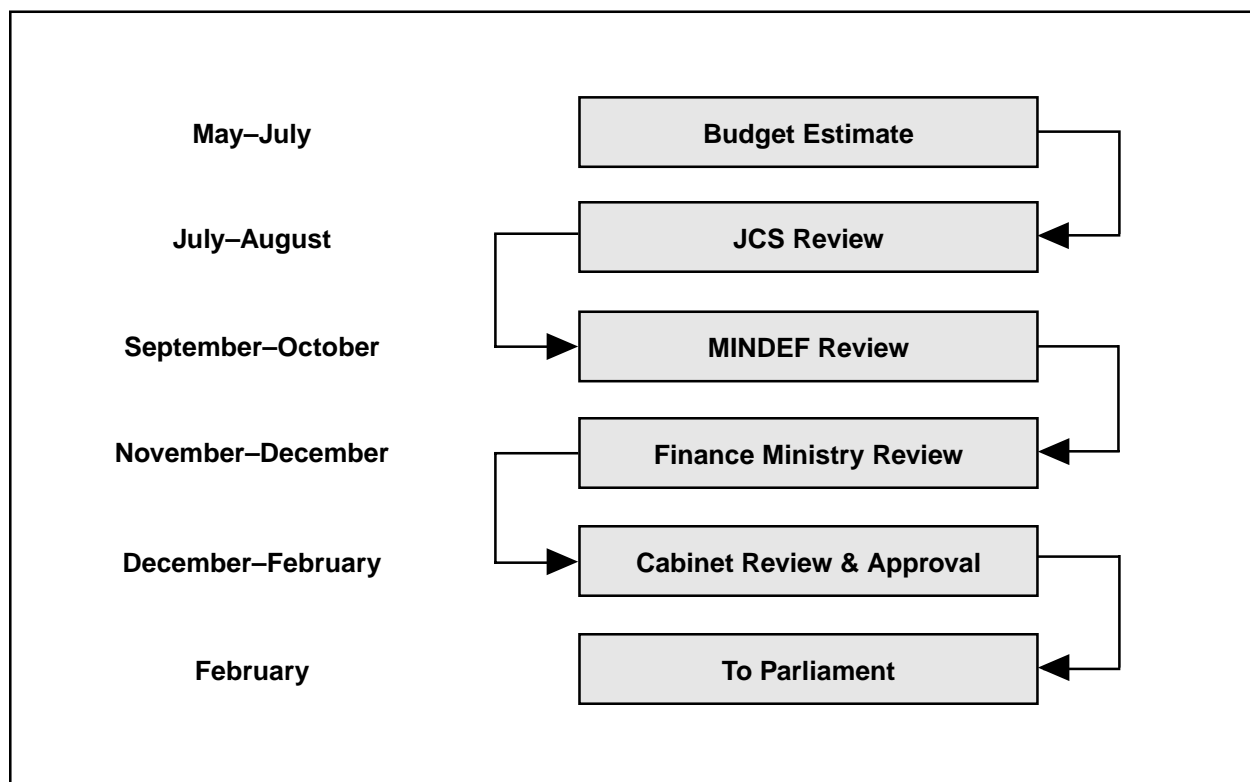 May–July
Budget Estimate
July–August
JCS Review
September–October
MINDEF Review
November–December
Finance Ministry Review
December–February
Cabinet Review & Approval
February
To Parliament